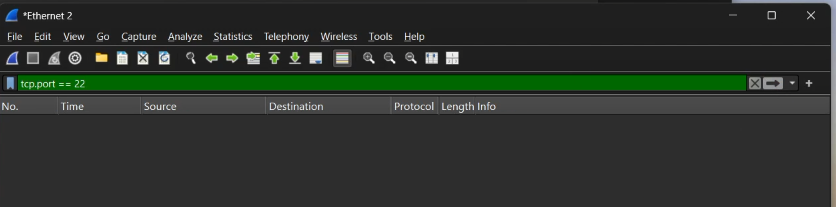 *Ethernet 2
File Edit View Go Capture Analyze Statistics Telephony Wireless Tools Help
tcp.port == 22
No. Time Source Destination Protocol Length Info